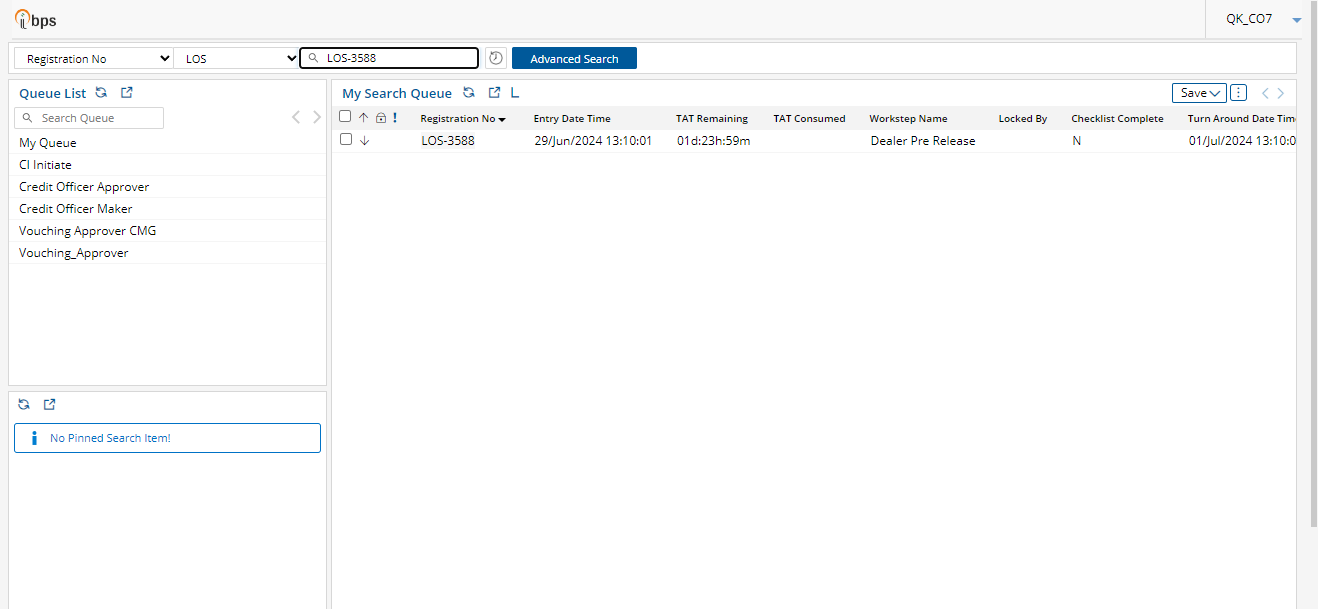 ibps
QK_CO7
Registration No LOS LOS-3588 Advanced Search
Queue List
Search Queue
My Queue
CI Initiate
Credit Officer Approver
Credit Officer Maker
Vouching Approver CMG
Vouching_Approver
No Pinned Search Item!
My Search Queue L Save
Registration No Entry Date Time TAT Remaining TAT Consumed Workstep Name Locked By Checklist Complete Turn Around Date Tim
LOS-3588 29/Jun/2024 13:10:01 01d:23h:59m Dealer Pre Release N 01/Jul/2024 13:10:0